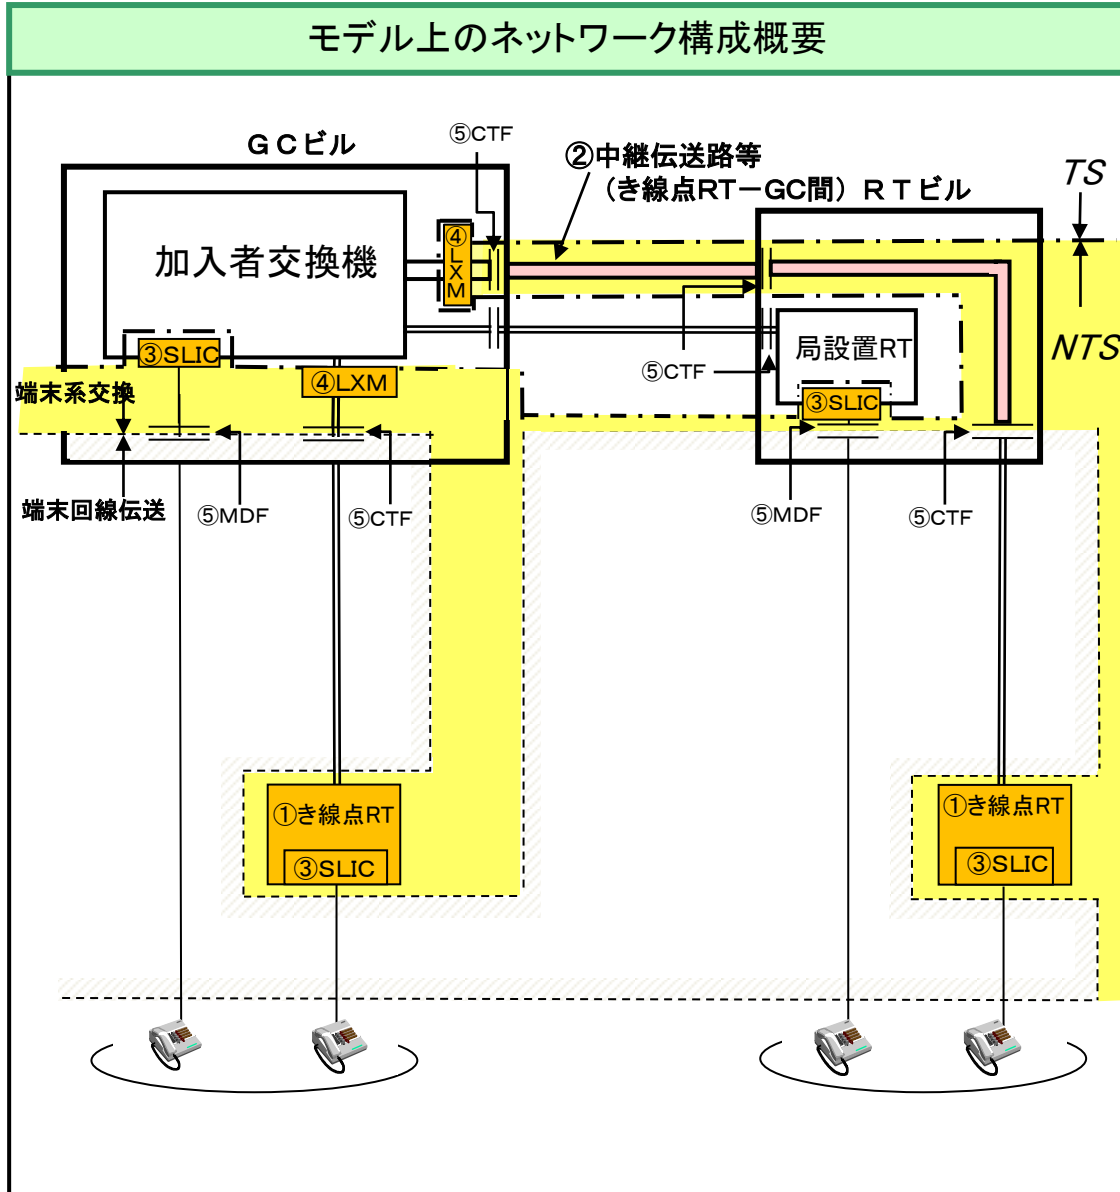 モデル上のネットワーク構成概要
GCビル
⑤CTF
②中継伝送路等
(き線点RT－GC間)
RTビル
TS
NTS
加入者交換機
④LXM
③SLIC
④LXM
端末系交換
端末回線伝送
⑤MDF
⑤CTF
⑤CTF
局設置RT
③SLIC
⑤MDF
⑤CTF
①き線点RT
③SLIC
①き線点RT
③SLIC